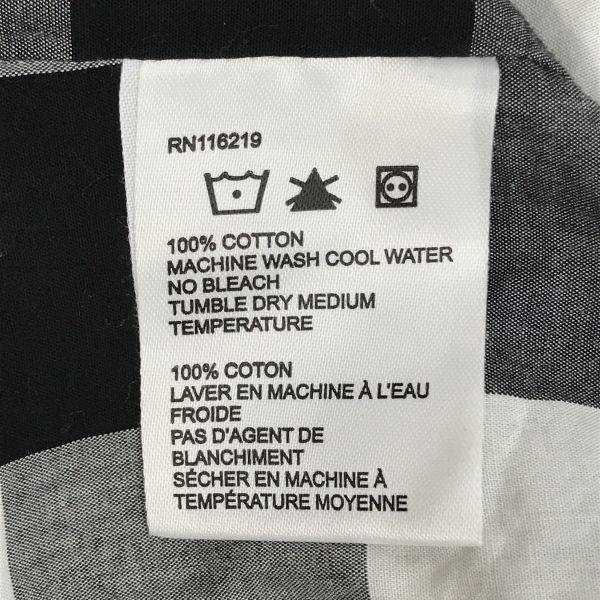 RN116219
100% COTTON
MACHINE WASH COOL WATER
NO BLEACH
TUMBLE DRY MEDIUM
TEMPERATURE
100% COTON
LAVER EN MACHINE À L'EAU
FROIDE
PAS D'AGENT DE
BLANCHIMENT
SÉCHER EN MACHINE À
TEMPÉRATURE MOYENNE